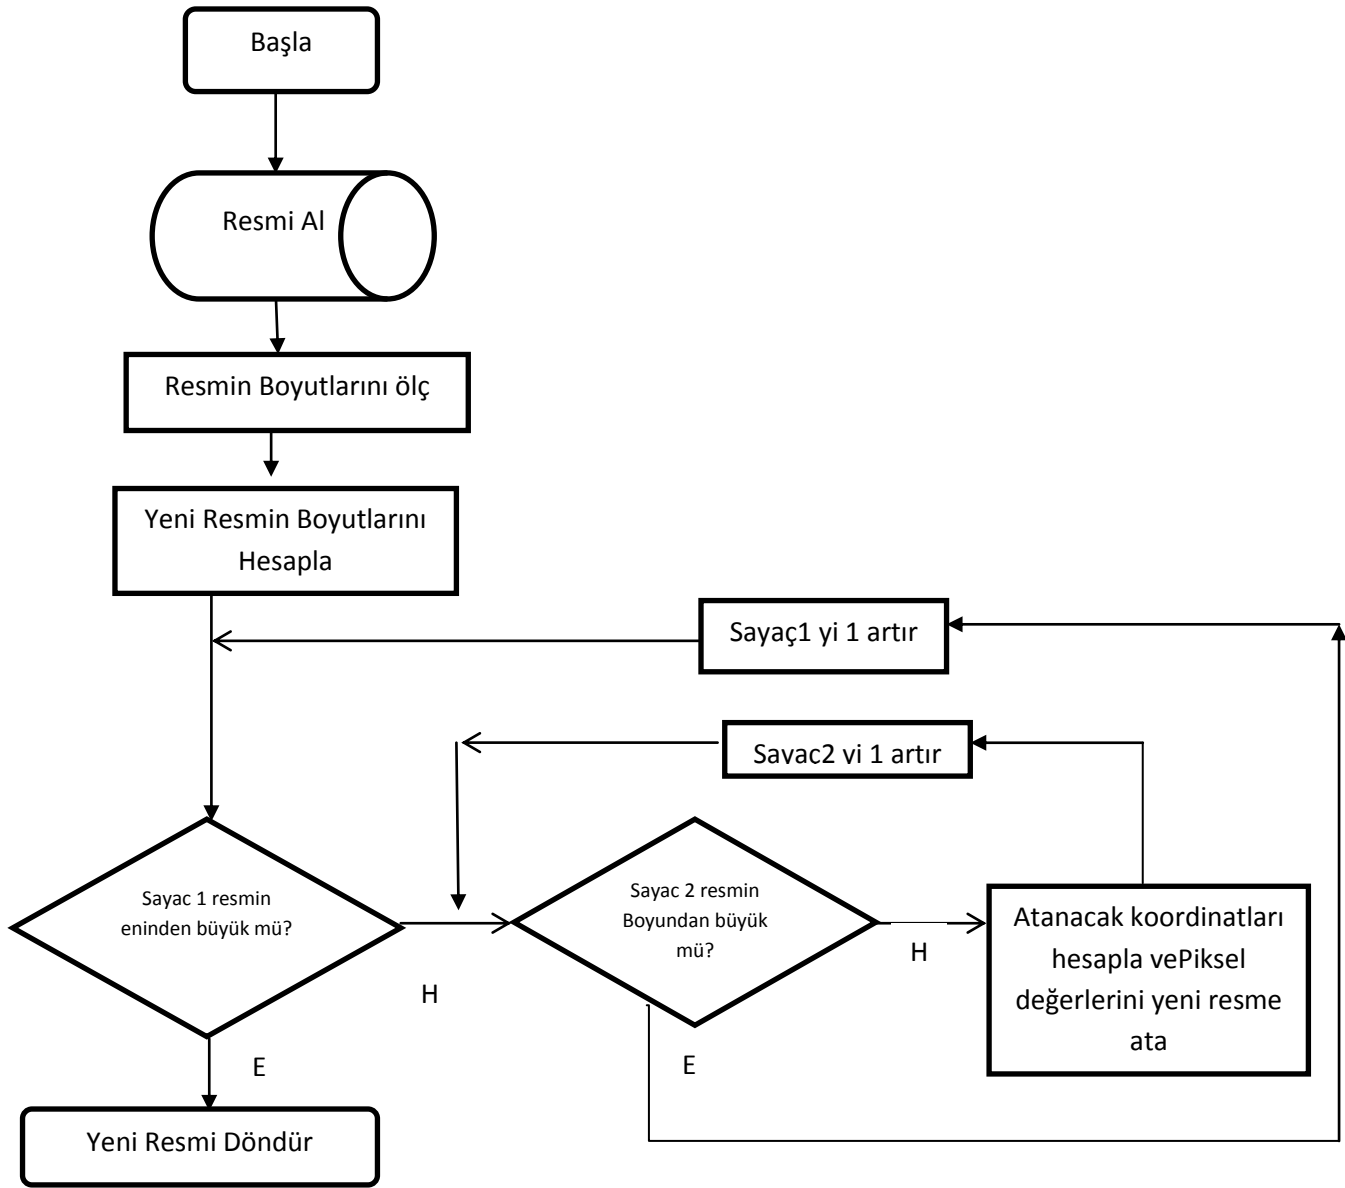 Başla
Resmi Al
Resmin Boyutlarını ölç
Yeni Resmin Boyutlarını
Hesapla
Sayaç1 yi 1 artır
Savac2 vi 1 artır
Sayac 1 resmin
eninden büyük mü?
H
E
Sayac 2 resmin
Boyundan büyük
mü?
H
E
Atanacak koordinatları
hesapla vePiksel
değerlerini yeni resme
ata
Yeni Resmi Döndür